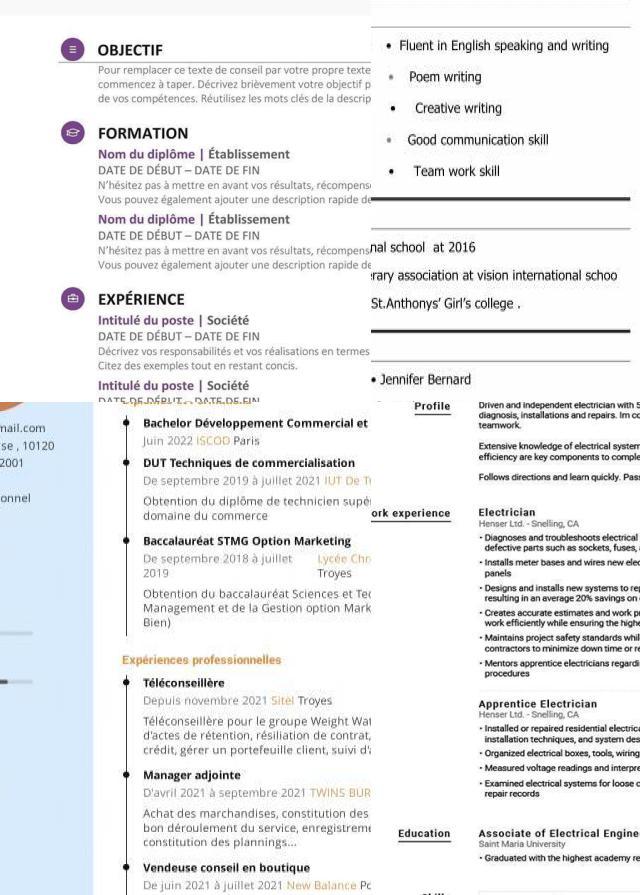 OBJECTIF
Pour remplacer ce texte de conseil par votre propre texte
commencez à taper. Décrivez brièvement votre objectif p
de vos compétences. Réutilisez les mots clés de la descrip
FORMATION
Nom du diplôme | Établissement
DATE DE DÉBUT – DATE DE FIN
N'hésitez pas à mettre en avant vos résultats, récompens
Vous pouvez également ajouter une description rapide de
Nom du diplôme | Établissement
DATE DE DÉBUT – DATE DE FIN
N'hésitez pas à mettre en avant vos résultats, récompens
Vous pouvez également ajouter une description rapide de
EXPÉRIENCE
Intitulé du poste | Société
DATE DE DÉBUT – DATE DE FIN
Décrivez vos responsabilités et vos réalisations en termes
Citez des exemples tout en restant concis.
Intitulé du poste | Société
DATE DE DÉBUT – DATE DE FIN
• Fluent in English speaking and writing
• Poem writing
• Creative writing
• Good communication skill
• Team work skill
nal school at 2016
erary association at vision international schoo
St.Anthonys' Girl's college .
• Jennifer Bernard
mail.com
se , 10120
2001
onnel
Bachelor Développement Commercial et
Juin 2022 ISCOD Paris
DUT Techniques de commercialisation
De septembre 2019 à juillet 2021 IUT De Tr
Obtention du diplôme de technicien supé
domaine du commerce
Baccalauréat STMG Option Marketing
De septembre 2018 à juillet Lycée Chr
2019 Troyes
Obtention du baccalauréat Sciences et Tec
Management et de la Gestion option Mark
Bien)
Expériences professionnelles
Téléconseillère
Depuis novembre 2021 Sitel Troyes
Téléconseillère pour le groupe Weight Wat
d'actes de rétention, résiliation de contrat,
crédit, gérer un portefeuille client, suivi d'a
Manager adjointe
D'avril 2021 à septembre 2021 TWINS BUR
Achat des marchandises, constitution des
bon déroulement du service, enregistreme
constitution des plannings...
Vendeuse conseil en boutique
De juin 2021 à juillet 2021 New Balance Po
Profile
Driven and independent electrician with 5
diagnosis, installations and repairs. Im co
teamwork.
Extensive knowledge of electrical system
efficiency are key components to comple
Follows directions and learn quickly. Pass
ork experience
Electrician
Henser Ltd. - Snelling, CA
• Diagnoses and troubleshoots electrical
defective parts such as sockets, fuses, a
• Installs meter bases and wires new elec
panels
• Designs and installs new systems to rep
resulting in an average 20% savings on
• Creates accurate estimates and work pr
work efficiently while ensuring the highe
• Maintains project safety standards whil
contractors to minimize down time or re
• Mentors apprentice electricians regardi
procedures
Apprentice Electrician
Henser Ltd. - Snelling, CA
• Installed or repaired residential electrica
installation techniques, and system des
• Organized electrical boxes, tools, wiring
• Measured voltage readings and interpre
• Examined electrical systems for loose c
repair records
Education
Associate of Electrical Engine
Saint Maria University
• Graduated with the highest academy re